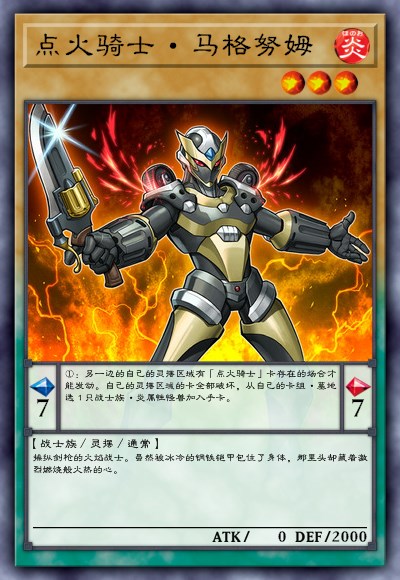 点火骑士・马格努姆
炎
ほのお
①：另一边的自己的灵摆区域有「点火骑士」卡存在的场合才
能发动。自己的灵摆区域的卡全部破坏，从自己的卡组・墓地
选1只战士族・炎属性怪兽加入手卡。
7
7
【战士族／灵摆／通常】
操纵剑枪的火焰战士。虽然被冰冷的钢铁铠甲包住了身体，那里头却藏着激
烈燃烧般火热的心。
ATK/ 0 DEF/2000